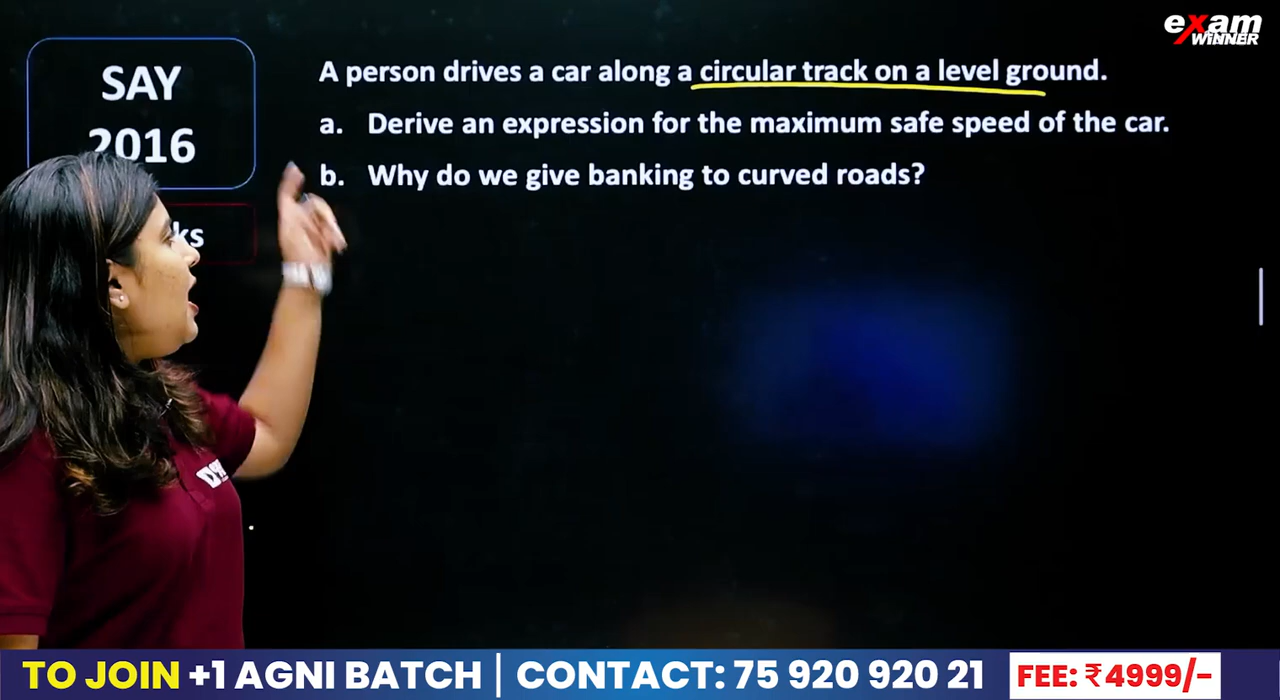 exam
WINNER
SAY
2016
A person drives a car along a circular track on a level ground.
a. Derive an expression for the maximum safe speed of the car.
b. Why do we give banking to curved roads?
TO JOIN +1 AGNI BATCH | CONTACT: 75 920 920 21
FEE: ₹4999/-